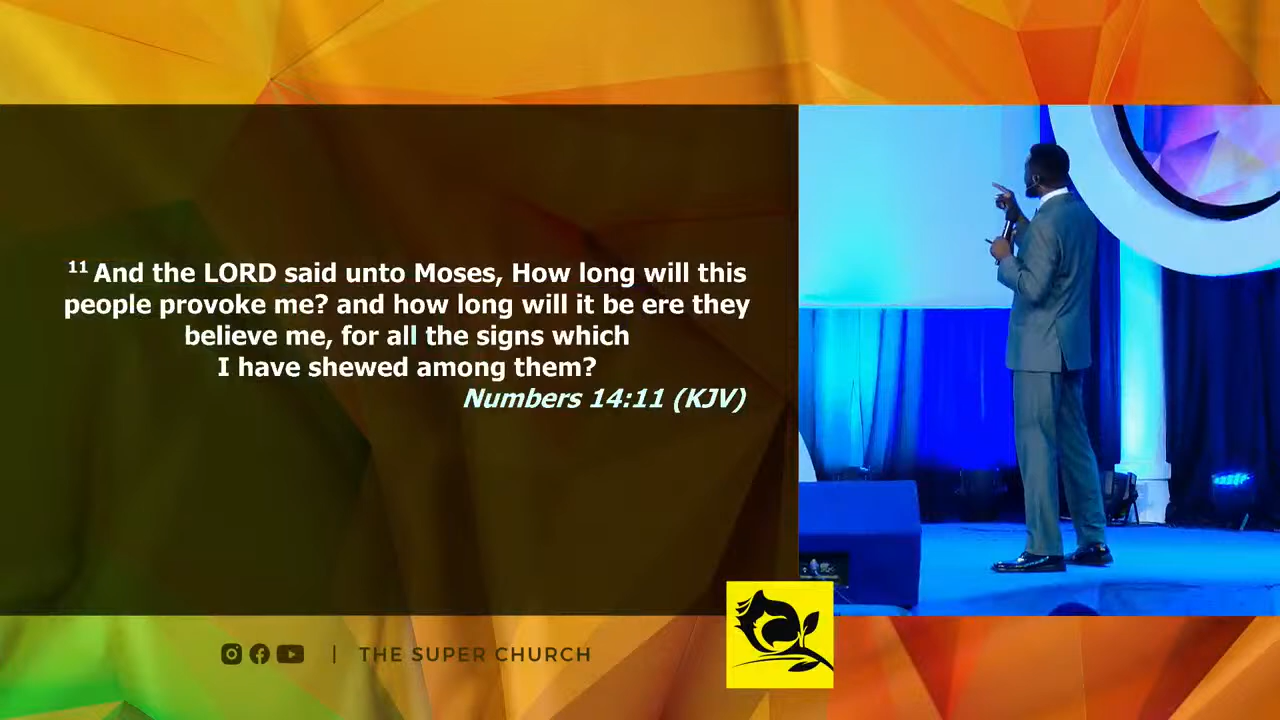 ¹¹ And the LORD said unto Moses, How long will this
people provoke me? and how long will it be ere they
believe me, for all the signs which
I have shewed among them?
Numbers 14:11 (KJV)
| THE SUPER CHURCH